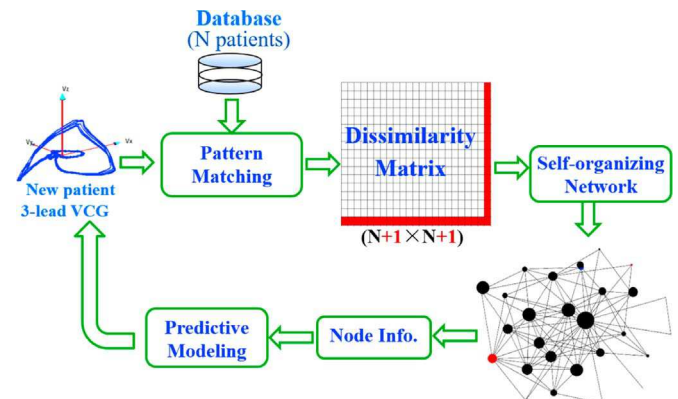 Database
(N patients)
Vz
Vy
Vx
New patient
3-lead VCG
Pattern
Matching
Dissimilarity
Matrix
(N+1×N+1)
Self-organizing
Network
Node Info.
Predictive
Modeling